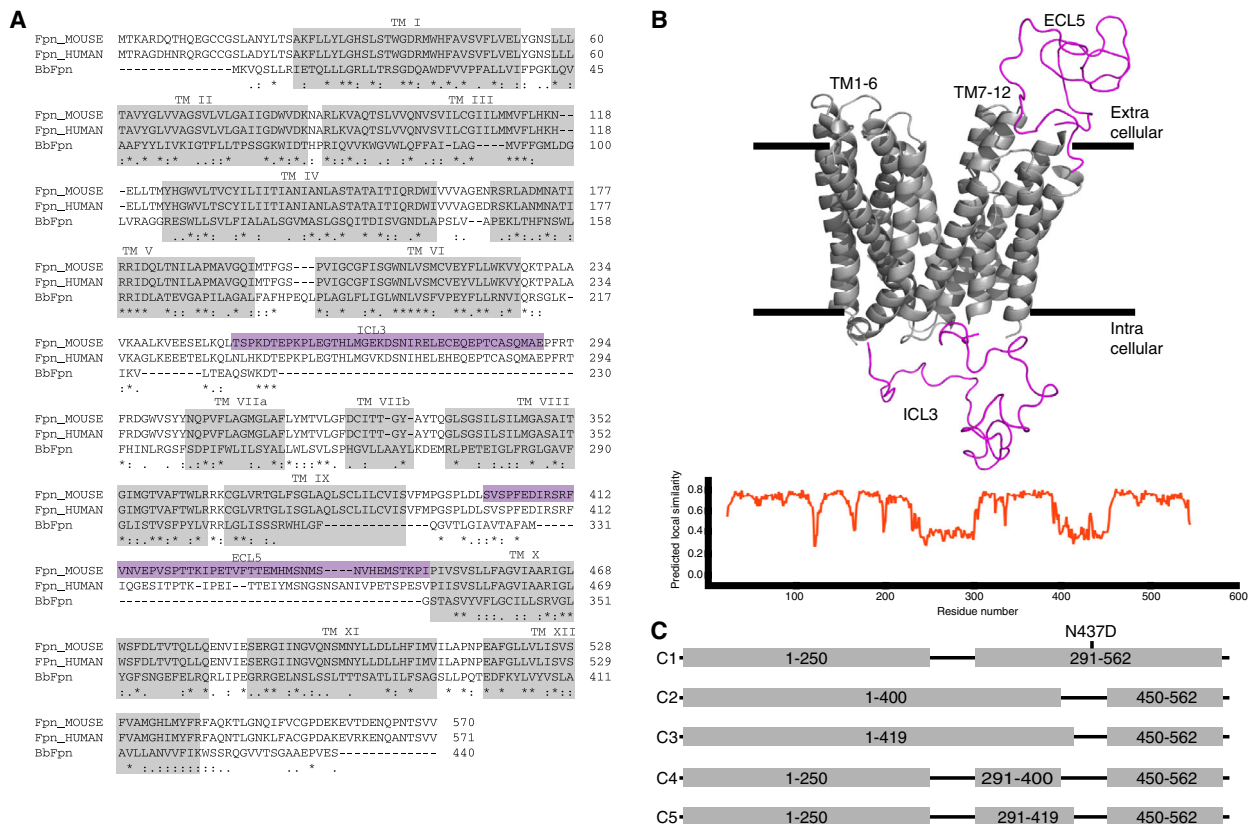 A
TM I
Fpn_MOUSE MTKARDQTHQEGCCGSLANYLTSAKFLLYLGHSLSTWGDRMWHFAVSVFLVELYGNSLLL 60
Fpn_HUMAN MTRAGDHNRQRGCCGSLADYLTSAKFLLYLGHSLSTWGDRMWHFAVSVFLVELYGNSLLL 60
BbFpn --------------MKVQSLLRIETQLLLGRLLTRSGDQAWDFVVPFALLVIFPGKLQV 45
TM II TM III
Fpn_MOUSE TAVYGLVVAGSVLVLGAIIGDWVDKNARLKVAQTSLVVQNVSVILCGIILMMVFLHKN-- 118
Fpn_HUMAN TAVYGLVVAGSVLVLGAIIGDWVDKNARLKVAQTSLVVQNVSVILCGIILMMVFLHKN-- 118
BbFpn AAFYYLIVKIGTFLLTPSSGKWIDTHPRIQVVKWGVWLQFFAI-LAG---MVFFGMLDG 100
TM IV
Fpn_MOUSE -ELLTMYHGWVLTVCYILIITIANIANLASTATAITIQRDWIVVVAGENRSRLADMNATI 177
Fpn_HUMAN -ELLTMYHGWVLTSCYILIITIANIANLASTATAITIQRDWIVVVAGEDRSKLANMNATI 177
BbFpn LVRAGGRESWLLSVLFIALALSGVMASLGSQITDISVGNDLAPSLV--APEKLTHFNSWL 158
TM V TM VI
Fpn_MOUSE RRIDQLTNILAPMAVGQIMTFGS---PVIGCGFISGWNLVSMCVEYFLLWKVYQKTPALA 234
Fpn_HUMAN RRIDQLTNILAPMAVGQIMTFGS---PVIGCGFISGWNLVSMCVEYVLLWKVYQKTPALA 234
BbFpn RRIDLATEVGAPILAGALFAFHPEQLPLAGLFLIGLWNLVSFVPEYFLLRNVIQRSGLK- 217
ICL3
Fpn_MOUSE VKAALKVEESELKQLTSPKDTEPKPLEGTHLMGEKDSNIRELECEQEPTCASQMAEPFRT 294
Fpn_HUMAN VKAGLKEEETELKQLNLHKDTEPKPLEGTHLMGVKDSNIHELEHEQEPTCASQMAEPFRT 294
BbFpn IKV-------LTEAQSWKDT--------------------------------------- 230
TM VIIa TM VIIb TM VIII
Fpn_MOUSE FRDGWVSYYNQPVFLAGMGLAFLYMTVLGFDCITT-GY-AYTQGLSGSILSILMGASAIT 352
Fpn_HUMAN FRDGWVSYYNQPVFLAGMGLAFLYMTVLGFDCITT-GY-AYTQGLSGSILSILMGASAIT 352
BbFpn FHINLRGSFSDPIFWLILSYALLWLSVLSPHGVLLAAYLKDEMRLPETEIGLFRGLGAVF 290
TM IX
Fpn_MOUSE GIMGTVAFTWLRRKCGLVRTGLFSGLAQLSCLILCVISVFMPGSPLDLSVSPFEDIRSRF 412
Fpn_HUMAN GIMGTVAFTWLRRKCGLVRTGLISGLAQLSCLILCVISVFMPGSPLDLSVSPFEDIRSRF 412
BbFpn GLISTVSFPYLVRRLGLISSSRWHLGF--------------QGVTLGIAVTAFAM----- 331
ECL5 TM X
Fpn_MOUSE VNVEPVSPTTKIPETVFTTEMHMSNMS----NVHEMSTKPIPIVSVSLLFAGVIAARIGL 468
Fpn_HUMAN IQGESITPTK-IPEI--TTEIYMSNGSNSANIVPETSPESVPIISVSLLFAGVIAARIGL 469
BbFpn ----------------------------------------GSTASVYVFLGCILLSRVGL 351
TM XI TM XII
Fpn_MOUSE WSFDLTVTQLLQENVIESERGIINGVQNSMNYLLDLLHFIMVILAPNPEAFGLLVLISVS 528
FPn_HUMAN WSFDLTVTQLLQENVIESERGIINGVQNSMNYLLDLLHFIMVILAPNPEAFGLLVLISVS 529
BbFpn YGFSNGEFELRQRLIPEGRRGELNSLSSLTTTSATLILFSAGSLLPQTEDFKYLVYVSLA 411
Fpn_MOUSE FVAMGHLMYFRFAQKTLGNQIFVCGPDEKEVTDENQPNTSVV 570
Fpn_HUMAN FVAMGHIMYFRFAQNTLGNKLFACGPDAKEVRKENQANTSVV 571
BbFpn AVLLANVVFIKWSSRQGVVTSGAAEPVES------------- 440
B
ECL5
TM1-6
TM7-12
Extra
cellular
Intra
cellular
ICL3
Predicted local similarity
0.8
0.6
0.4
0.2
0.0
100 200 300 400 500 600
Residue number
C
N437D
C1 1-250 291-562
C2 1-400 450-562
C3 1-419 450-562
C4 1-250 291-400 450-562
C5 1-250 291-419 450-562